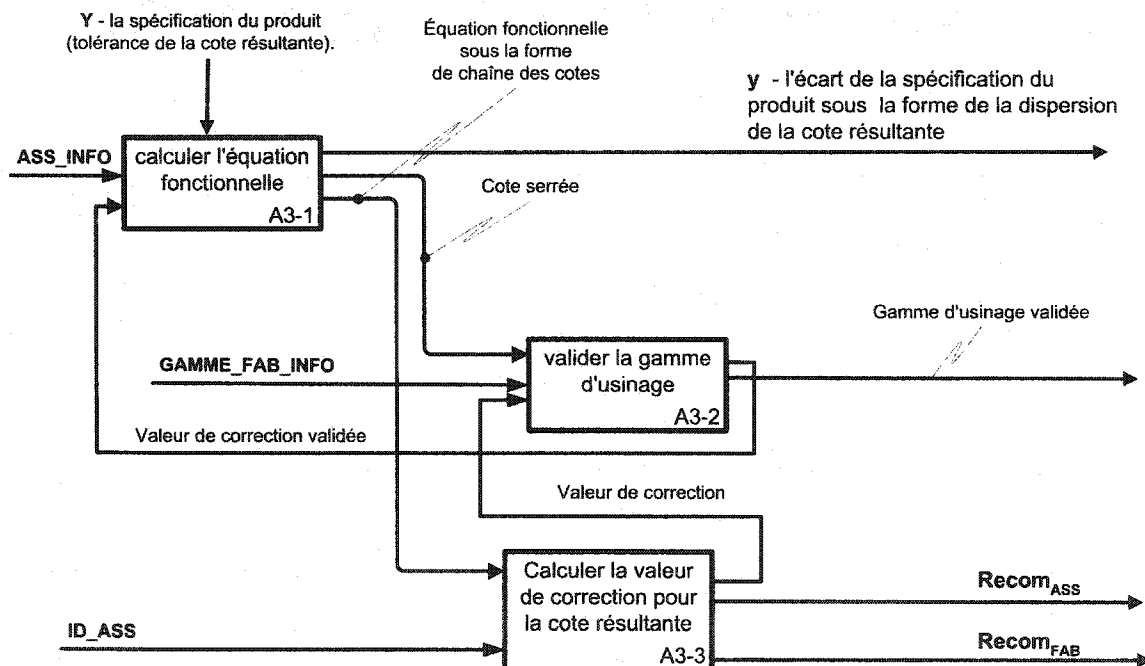 Y - la spécification du produit
(tolérance de la cote résultante).
Équation fonctionnelle
sous la forme
de chaîne des cotes
y - l'écart de la spécification du
produit sous la forme de la dispersion
de la cote résultante
ASS_INFO
calculer l'équation
fonctionnelle
A3-1
Cote serrée
Gamme d'usinage validée
GAMME_FAB_INFO
valider la gamme
d'usinage
A3-2
Valeur de correction validée
Valeur de correction
Calculer la valeur
de correction pour
la cote résultante
A3-3
Recom_ASS
ID_ASS
Recom_FAB